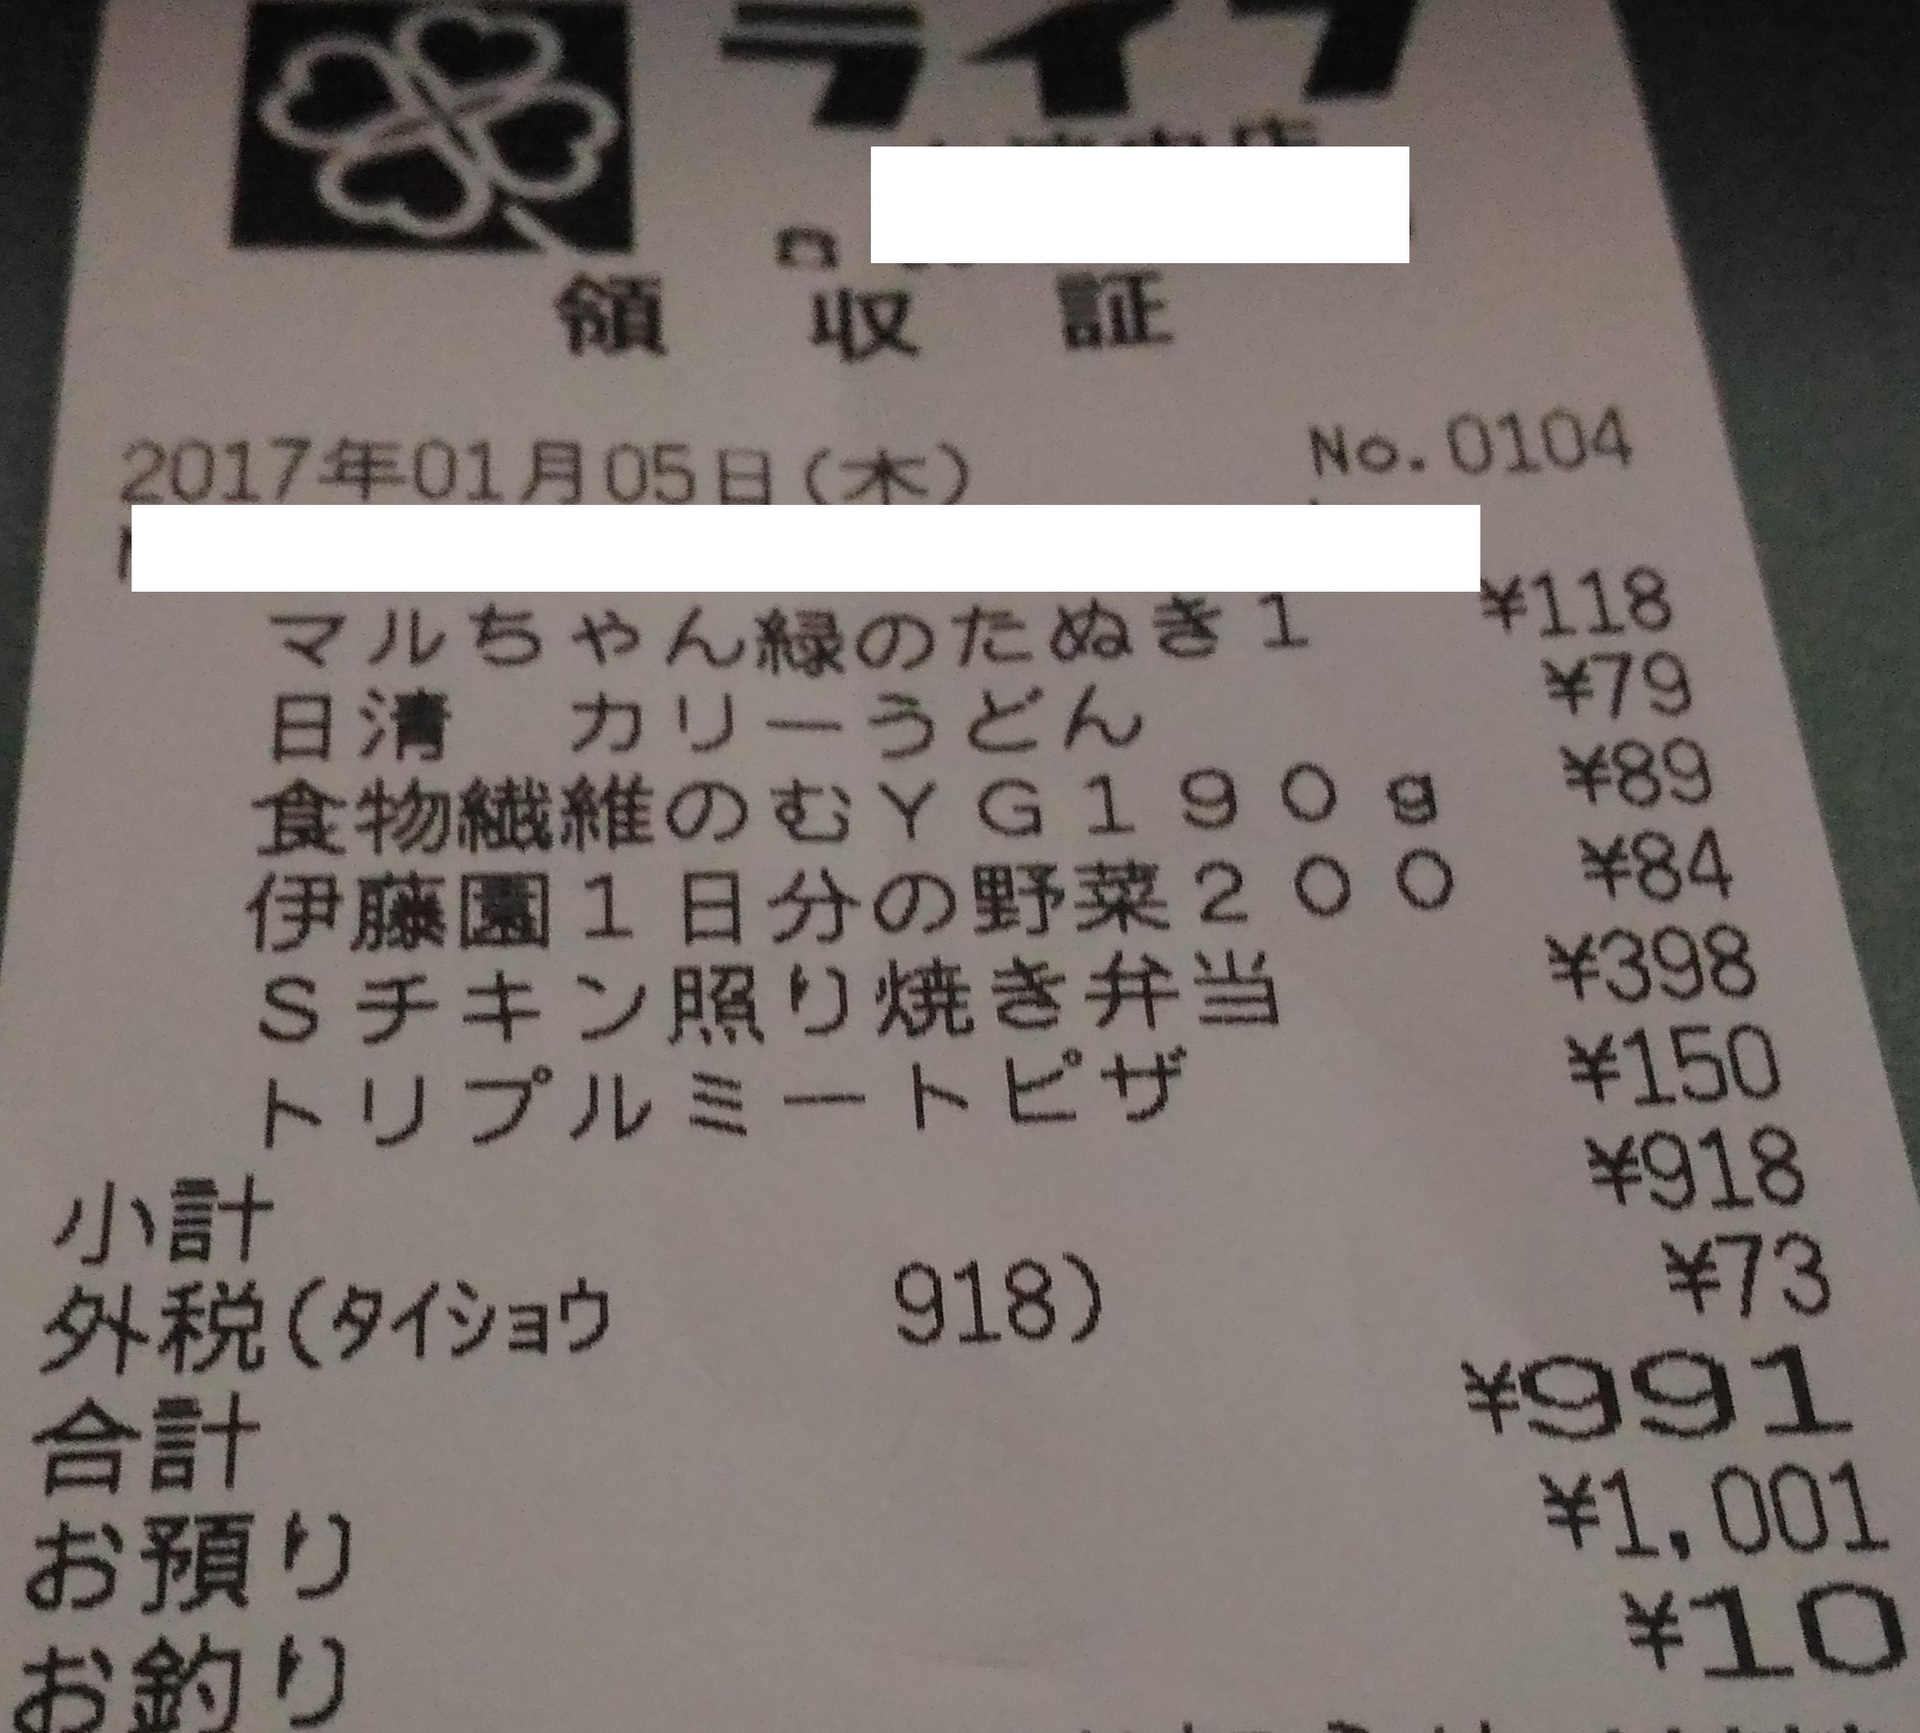 ライフ
領収証
2017年01月05日(木) No.0104
マルちゃん緑のたぬき1 ¥118
日清 カリーうどん ¥79
食物繊維のむYG190g ¥89
伊藤園1日分の野菜200 ¥84
Sチキン照り焼き弁当 ¥398
トリプルミートピザ ¥150
小計 ¥918
外税(タイショウ 918) ¥73
合計 ¥991
お預り ¥1,001
お釣り ¥10